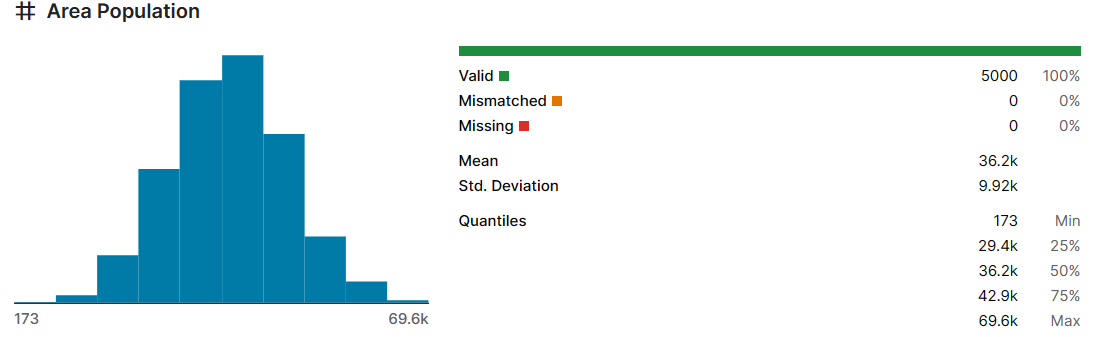 # Area Population
173 69.6k
Valid 5000 100%
Mismatched 0 0%
Missing 0 0%
Mean 36.2k
Std. Deviation 9.92k
Quantiles 173 Min
29.4k 25%
36.2k 50%
42.9k 75%
69.6k Max